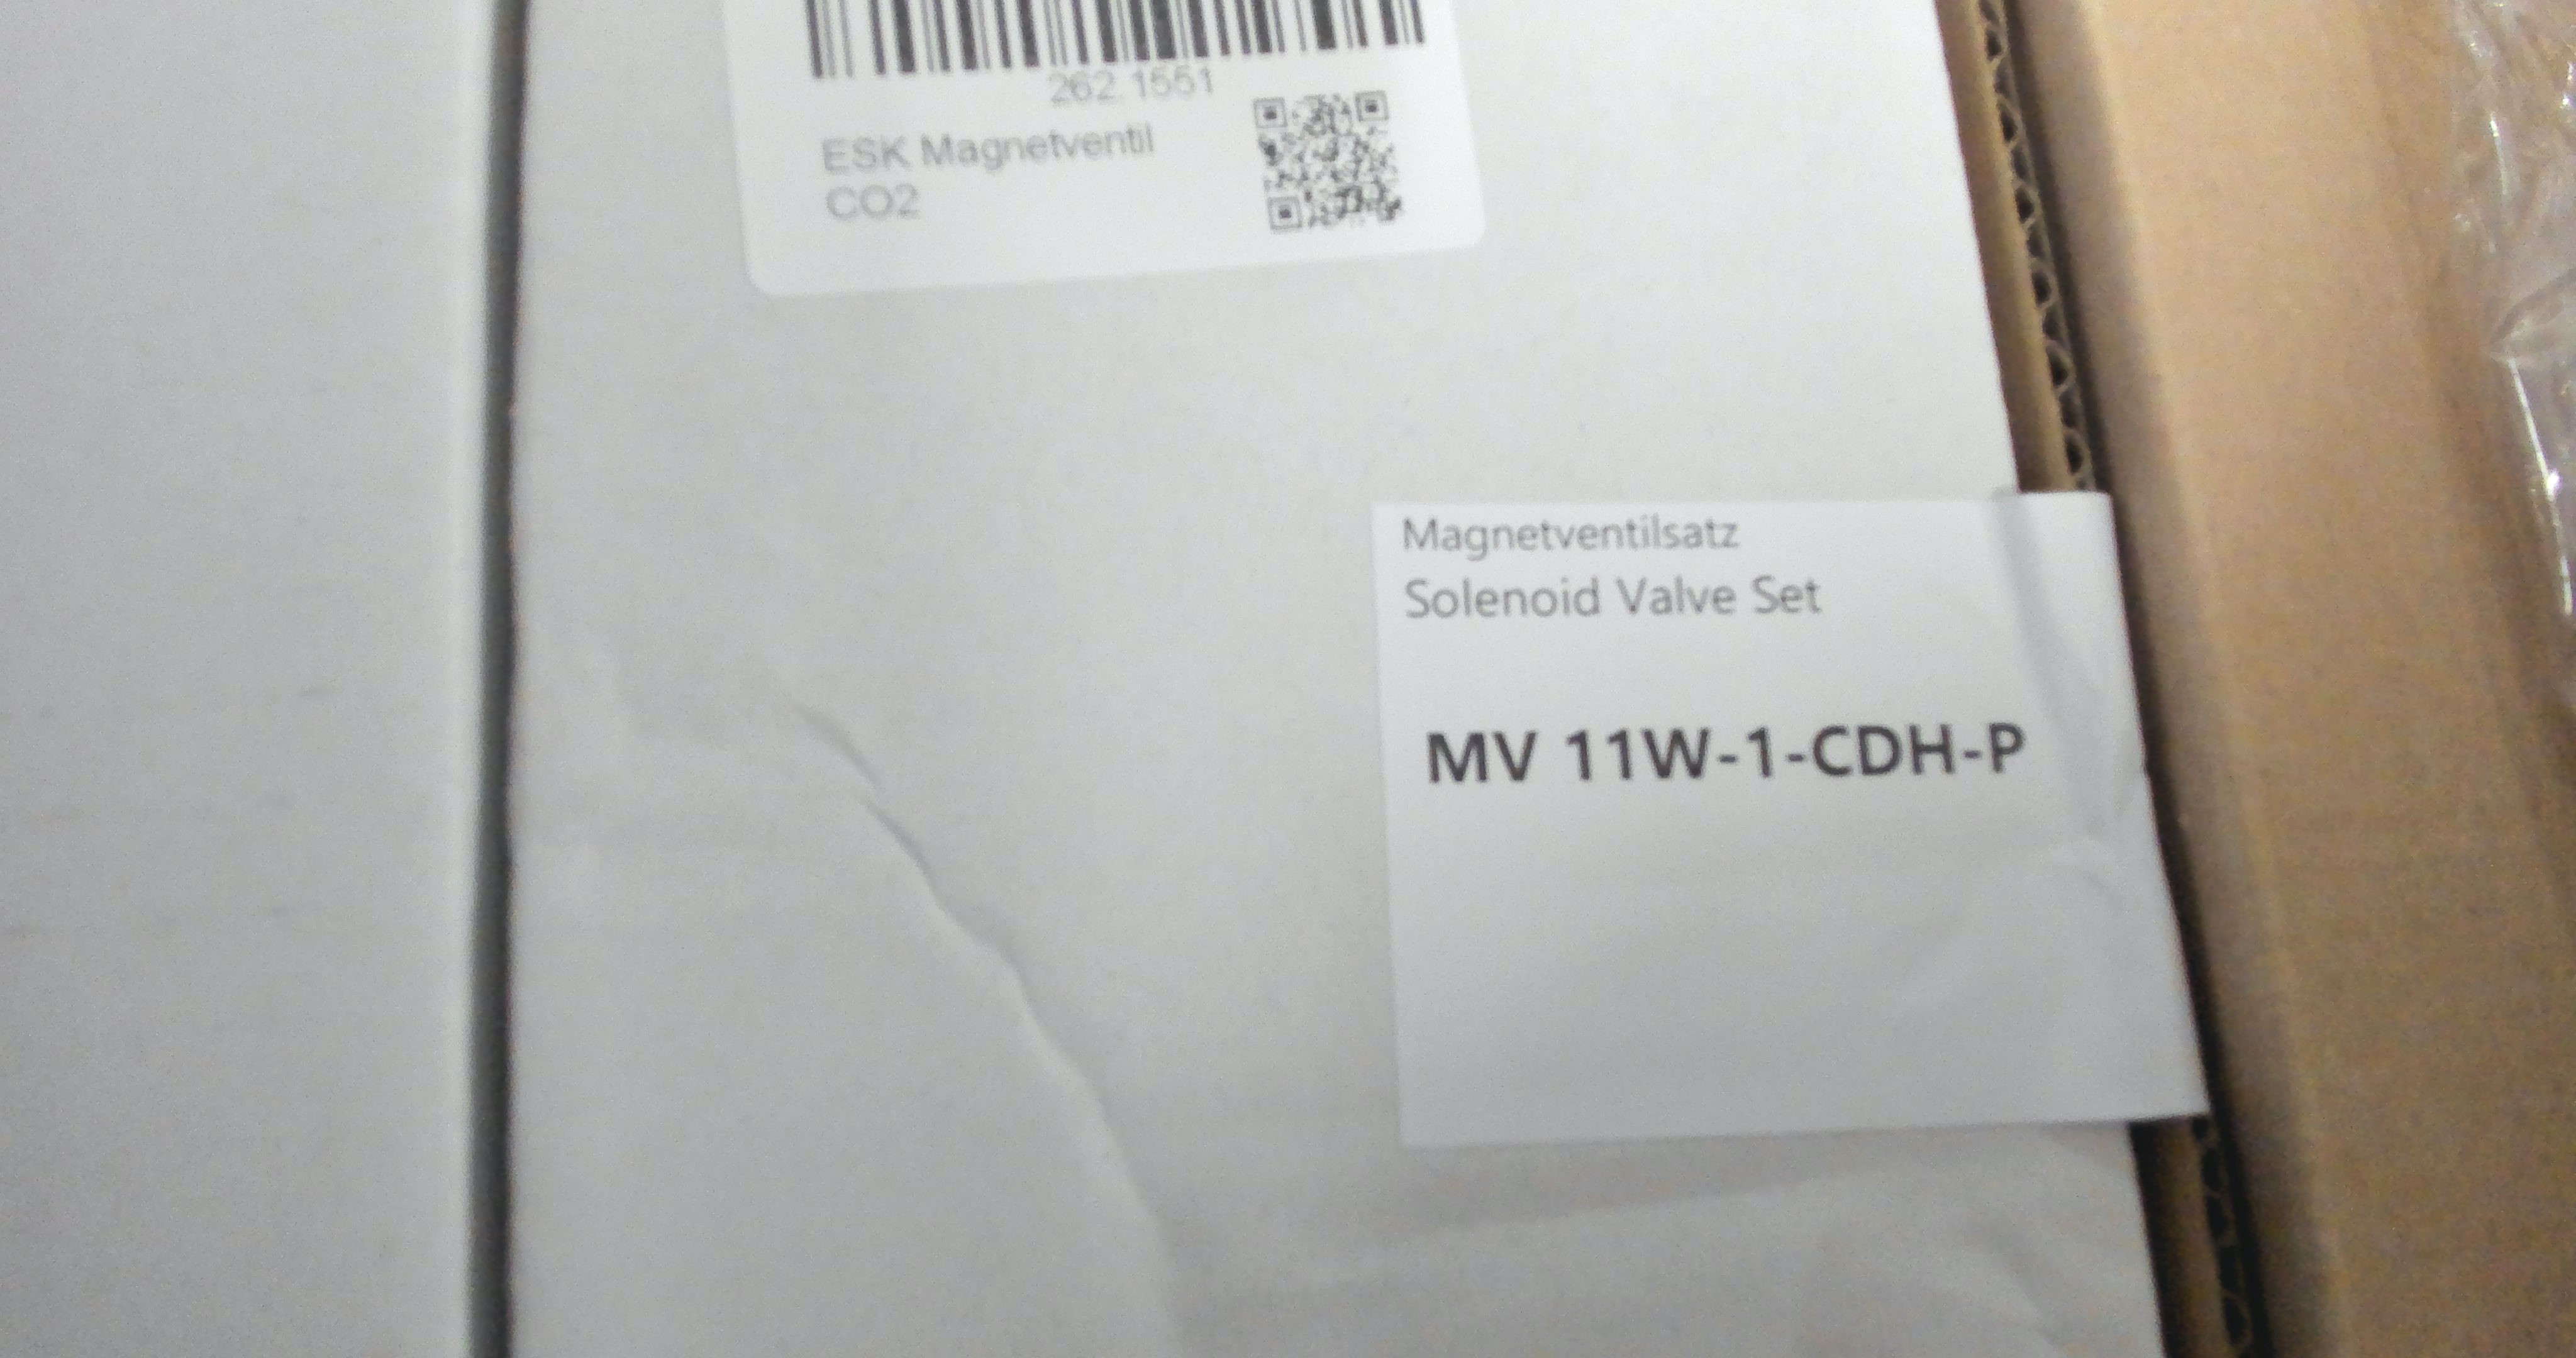 262.1551
ESK Magnetventil
CO2
Magnetventilsatz
Solenoid Valve Set
MV 11W-1-CDH-P